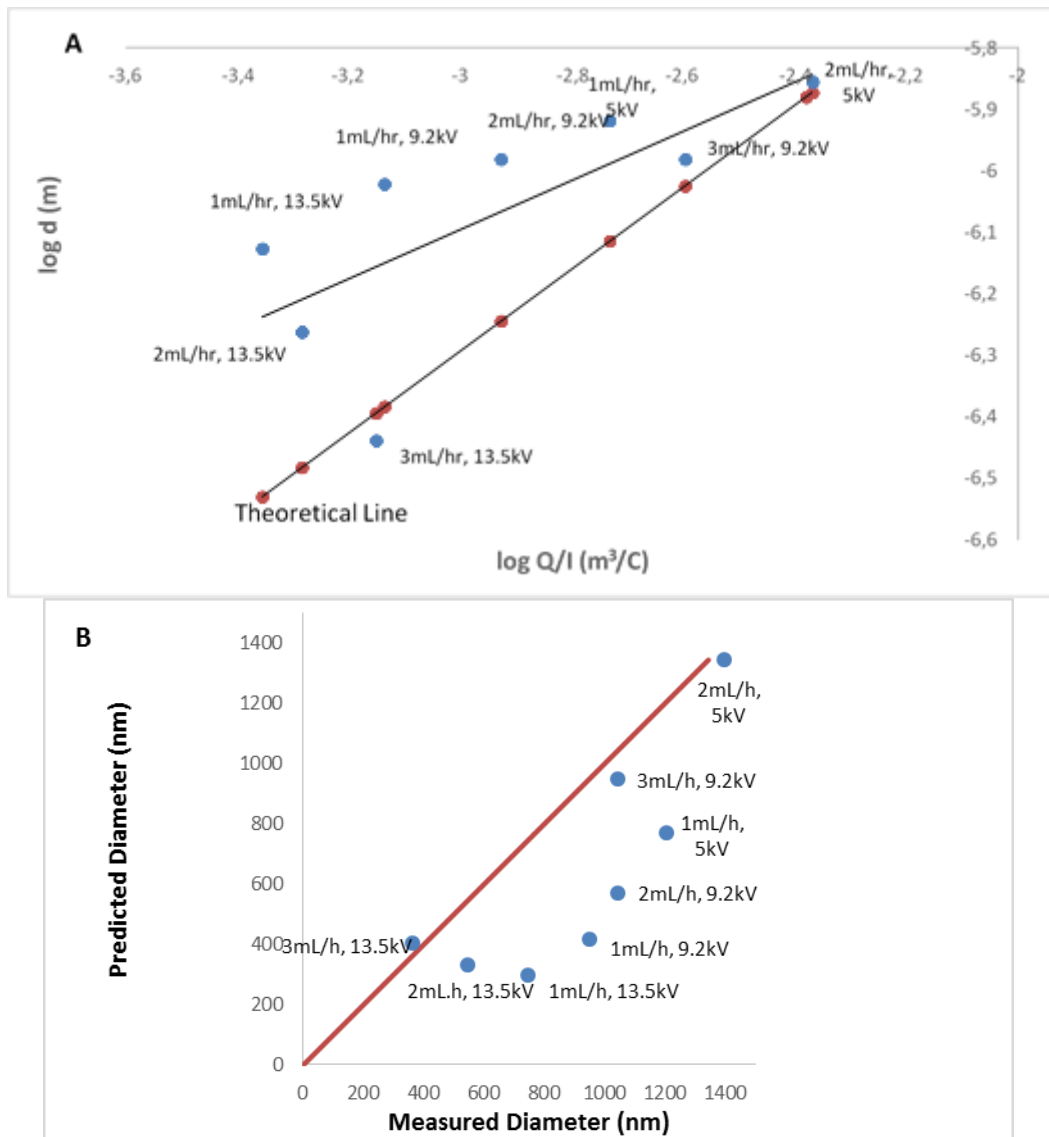 A
-3,6 -3,4 -3,2 -3 -2,8 -2,6 -2,4 -2,2 -2
-5,8
-5,9
-6
-6,1
-6,2
-6,3
-6,4
-6,5
-6,6
log d (m)
1mL/hr,
5kV
2mL/hr,
5kV
2mL/hr, 9.2kV
1mL/hr, 9.2kV
3mL/hr, 9.2kV
1mL/hr, 13.5kV
2mL/hr, 13.5kV
3mL/hr, 13.5kV
Theoretical Line
log Q/I (m³/C)
B
Predicted Diameter (nm)
1400
1200
1000
800
600
400
200
0
2mL/h,
5kV
3mL/h, 9.2kV
1mL/h,
5kV
2mL/h, 9.2kV
3mL/h, 13.5kV
1mL/h, 9.2kV
2mL.h, 13.5kV
1mL/h, 13.5kV
0 200 400 600 800 1000 1200 1400
Measured Diameter (nm)